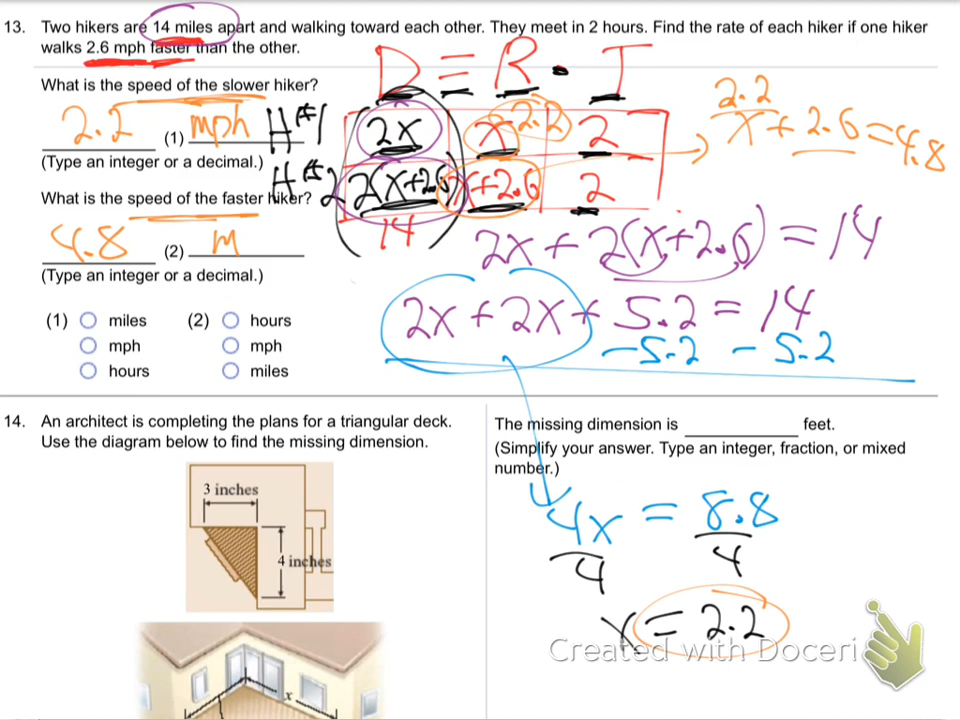 13. Two hikers are 14 miles apart and walking toward each other. They meet in 2 hours. Find the rate of each hiker if one hiker
walks 2.6 mph faster than the other.
D = R · T
What is the speed of the slower hiker?
2.2 (1) mph
(Type an integer or a decimal.)
H#1 2x x 2.2 2
H#2 2(x+2.6) x+2.6 2
14
2.2
x + 2.6 = 4.8
What is the speed of the faster hiker?
4.8 (2) m
(Type an integer or a decimal.)
2x + 2(x+2.6) = 14
2x + 2x + 5.2 = 14
-5.2 - 5.2
(1) miles (2) hours
mph mph
hours miles
14. An architect is completing the plans for a triangular deck.
Use the diagram below to find the missing dimension.
3 inches
4 inches
x
The missing dimension is feet.
(Simplify your answer. Type an integer, fraction, or mixed
number.)
4x = 8.8
4 4
x = 2.2
Created with Doceri